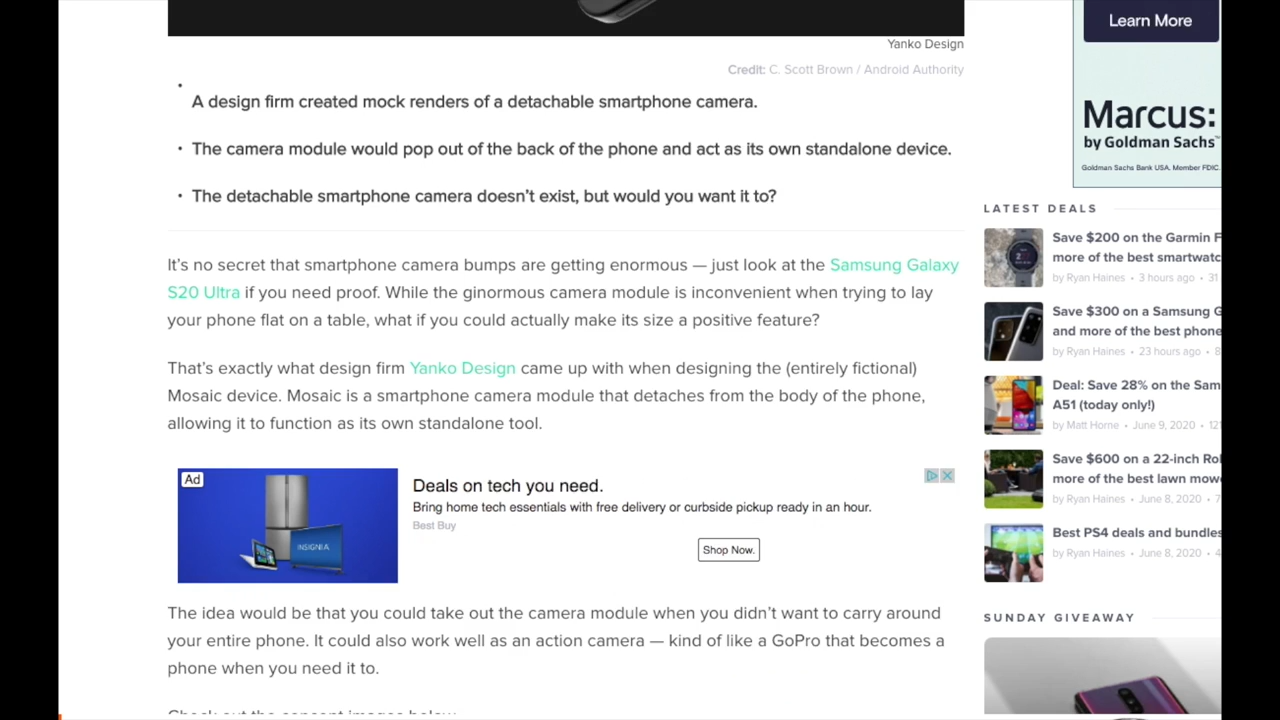 Yanko Design
Credit: C. Scott Brown / Android Authority
• A design firm created mock renders of a detachable smartphone camera.
• The camera module would pop out of the back of the phone and act as its own standalone device.
• The detachable smartphone camera doesn’t exist, but would you want it to?
It’s no secret that smartphone camera bumps are getting enormous — just look at the Samsung Galaxy
S20 Ultra if you need proof. While the ginormous camera module is inconvenient when trying to lay
your phone flat on a table, what if you could actually make its size a positive feature?
That’s exactly what design firm Yanko Design came up with when designing the (entirely fictional)
Mosaic device. Mosaic is a smartphone camera module that detaches from the body of the phone,
allowing it to function as its own standalone tool.
Ad
INSIGNIA
Deals on tech you need.
Bring home tech essentials with free delivery or curbside pickup ready in an hour.
Best Buy
Shop Now.
The idea would be that you could take out the camera module when you didn’t want to carry around
your entire phone. It could also work well as an action camera — kind of like a GoPro that becomes a
phone when you need it to.
Check out the concept images below
Learn More
Marcus:
by Goldman Sachs™
Goldman Sachs Bank USA. Member FDIC.
LATEST DEALS
Save $200 on the Garmin F
more of the best smartwatc
by Ryan Haines • 3 hours ago • 31
Save $300 on a Samsung G
and more of the best phone
by Ryan Haines • 23 hours ago • 8
Deal: Save 28% on the Sam
A51 (today only!)
by Matt Horne • June 9, 2020 • 121
Save $600 on a 22-inch Rol
more of the best lawn mowe
by Ryan Haines • June 8, 2020 • 7
Best PS4 deals and bundles
by Ryan Haines • June 8, 2020 • 4
SUNDAY GIVEAWAY